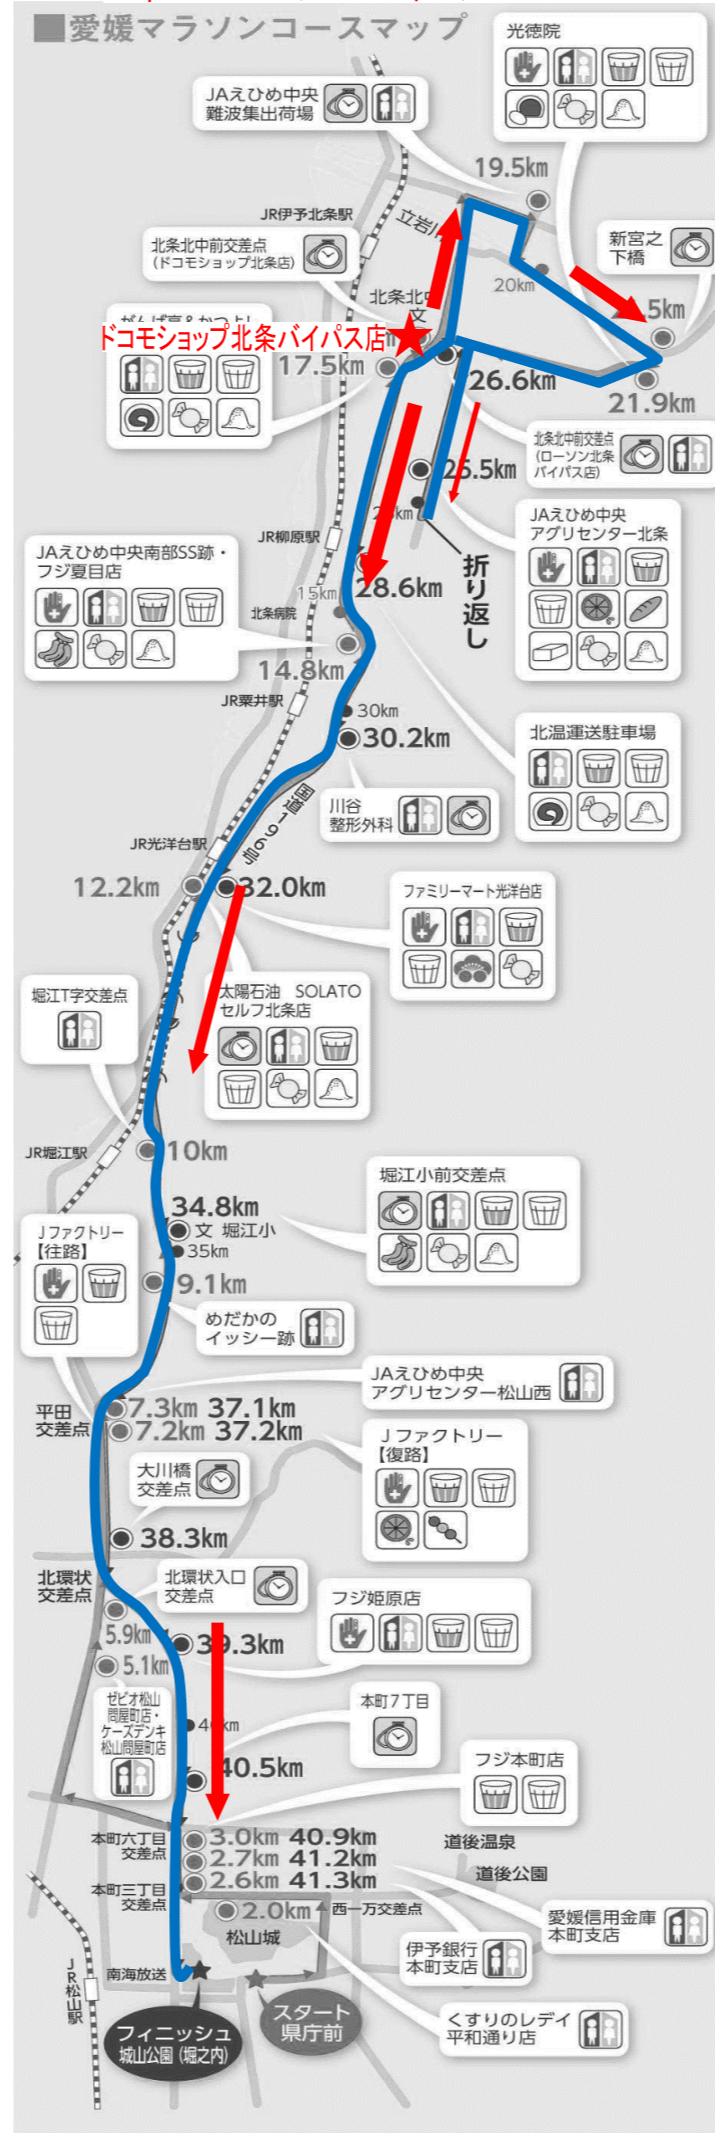 ■愛媛マラソンコースマップ
光徳院
JAえひめ中央
難波集出荷場
19.5km
JR伊予北条駅
立岩川
北条北中前交差点
(ドコモショップ北条店)
新宮之
下橋
20km
北条北中
文
.5km
ドコモショップ北条バイパス店
17.5km
26.6km
21.9km
北条北中前交差点
(ローソン北条
バイパス店)
25.5km
JAえひめ中央
アグリセンター北条
JR柳原駅
折り返し
JAえひめ中央南部SS跡・
フジ夏目店
15km
28.6km
北条病院
14.8km
JR粟井駅
30km
30.2km
北温運送駐車場
川谷
整形外科
国道196号
JR光洋台駅
12.2km
32.0km
ファミリーマート光洋台店
堀江T字交差点
太陽石油 SOLATO
セルフ北条店
JR堀江駅
10km
34.8km
文 堀江小
35km
堀江小前交差点
Jファクトリー
【往路】
9.1km
めだかの
イッシー跡
JAえひめ中央
アグリセンター松山西
平田
交差点
7.3km 37.1km
7.2km 37.2km
Jファクトリー
【復路】
大川橋
交差点
38.3km
北環状
交差点
北環状入口
交差点
フジ姫原店
5.9km
39.3km
5.1km
ゼビオ松山
問屋町店・
ケーズデンキ
松山問屋町店
本町7丁目
40km
40.5km
フジ本町店
本町六丁目
交差点
3.0km 40.9km
2.7km 41.2km
2.6km 41.3km
道後温泉
道後公園
本町三丁目
交差点
2.0km
西一万交差点
松山城
愛媛信用金庫
本町支店
伊予銀行
本町支店
JR松山駅
南海放送
フィニッシュ
城山公園(堀之内)
スタート
県庁前
くすりのレデイ
平和通り店